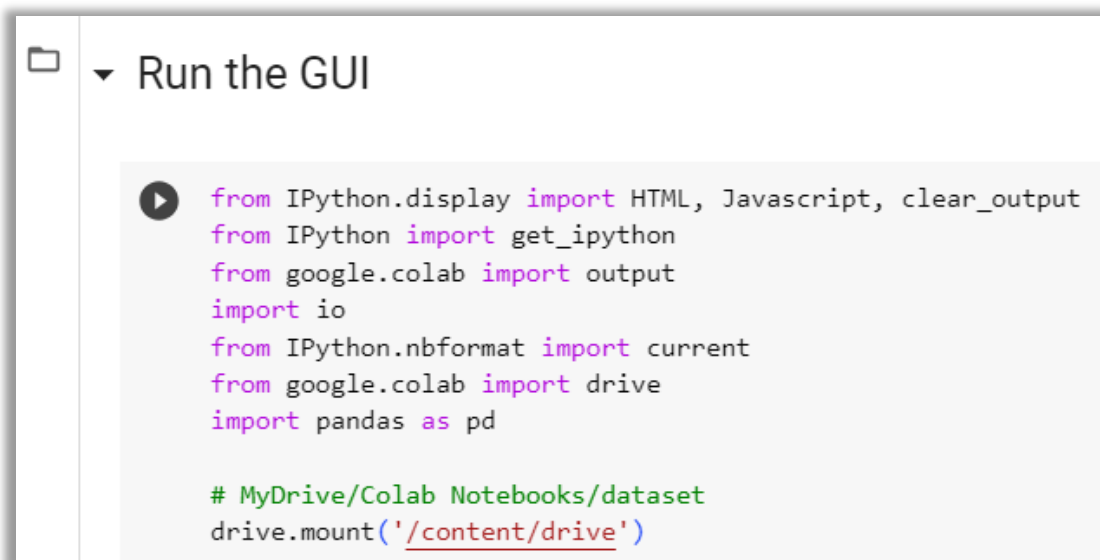 Run the GUI
from IPython.display import HTML, Javascript, clear_output
from IPython import get_ipython
from google.colab import output
import io
from IPython.nbformat import current
from google.colab import drive
import pandas as pd
# MyDrive/Colab Notebooks/dataset
drive.mount('/content/drive')